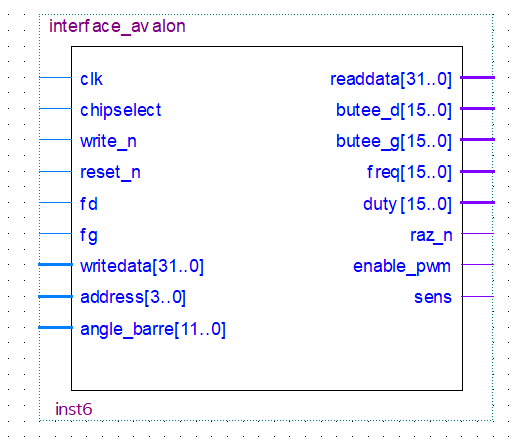 interface_avalon
clk readdata[31..0]
chipselect butee_d[15..0]
write_n butee_g[15..0]
reset_n freq[15..0]
fd duty[15..0]
fg raz_n
writedata[31..0] enable_pwm
address[3..0] sens
angle_barre[11..0]
inst6